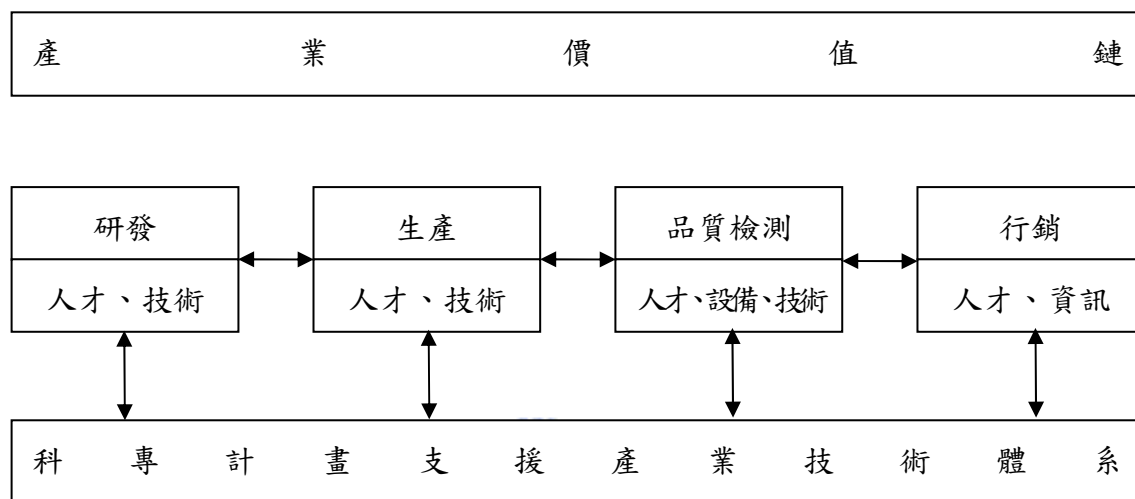 產業價值鏈
研發 生產 品質檢測 行銷
人才、技術 人才、技術 人才、設備、技術 人才、資訊
科專計畫支援產業技術體系